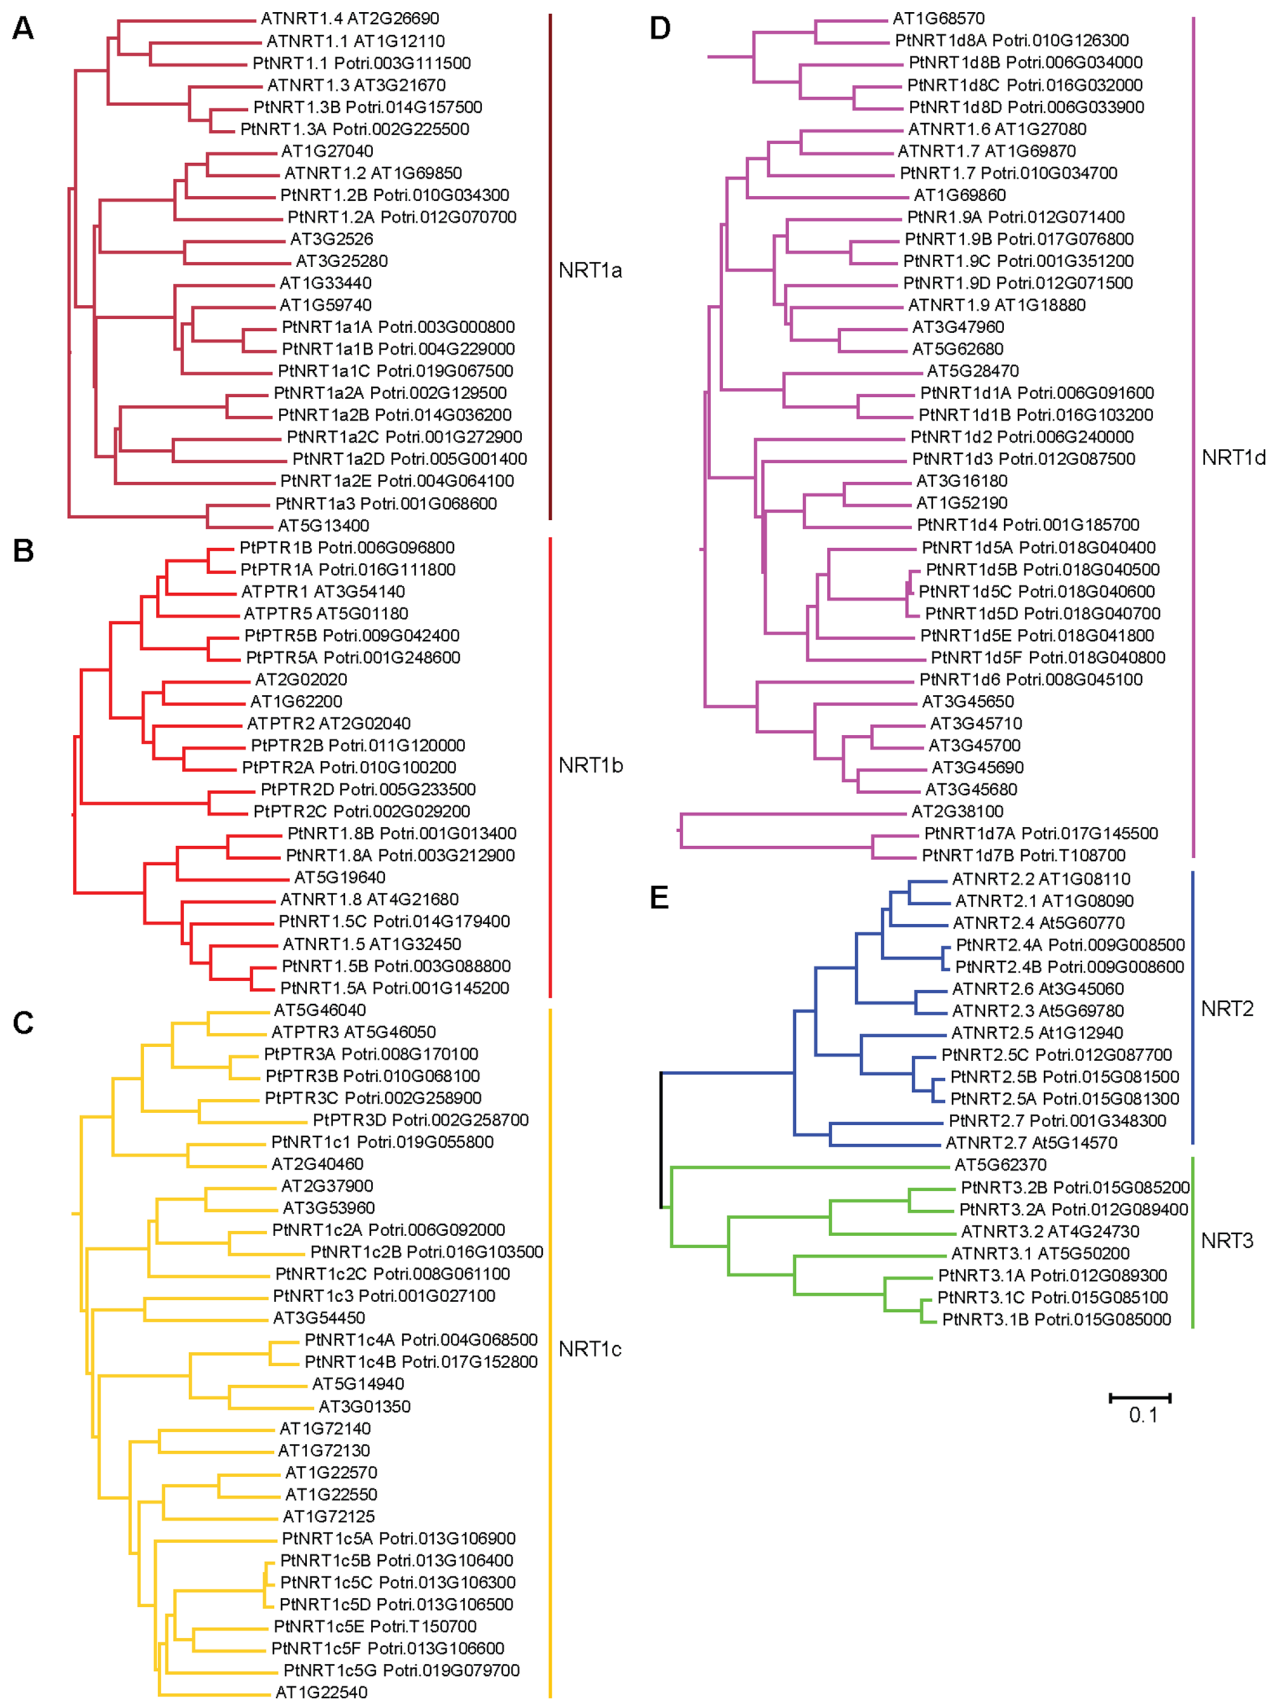 A
ATNRT1.4 AT2G26690
ATNRT1.1 AT1G12110
PtNRT1.1 Potri.003G111500
ATNRT1.3 AT3G21670
PtNRT1.3B Potri.014G157500
PtNRT1.3A Potri.002G225500
AT1G27040
ATNRT1.2 AT1G69850
PtNRT1.2B Potri.010G034300
PtNRT1.2A Potri.012G070700
AT3G2526
AT3G25280
AT1G33440
AT1G59740
PtNRT1a1A Potri.003G000800
PtNRT1a1B Potri.004G229000
PtNRT1a1C Potri.019G067500
PtNRT1a2A Potri.002G129500
PtNRT1a2B Potri.014G036200
PtNRT1a2C Potri.001G272900
PtNRT1a2D Potri.005G001400
PtNRT1a2E Potri.004G064100
PtNRT1a3 Potri.001G068600
AT5G13400
NRT1a
B
PtPTR1B Potri.006G096800
PtPTR1A Potri.016G111800
ATPTR1 AT3G54140
ATPTR5 AT5G01180
PtPTR5B Potri.009G042400
PtPTR5A Potri.001G248600
AT2G02020
AT1G62200
ATPTR2 AT2G02040
PtPTR2B Potri.011G120000
PtPTR2A Potri.010G100200
PtPTR2D Potri.005G233500
PtPTR2C Potri.002G029200
PtNRT1.8B Potri.001G013400
PtNRT1.8A Potri.003G212900
AT5G19640
ATNRT1.8 AT4G21680
PtNRT1.5C Potri.014G179400
ATNRT1.5 AT1G32450
PtNRT1.5B Potri.003G088800
PtNRT1.5A Potri.001G145200
NRT1b
C
AT5G46040
ATPTR3 AT5G46050
PtPTR3A Potri.008G170100
PtPTR3B Potri.010G068100
PtPTR3C Potri.002G258900
PtPTR3D Potri.002G258700
PtNRT1c1 Potri.019G055800
AT2G40460
AT2G37900
AT3G53960
PtNRT1c2A Potri.006G092000
PtNRT1c2B Potri.016G103500
PtNRT1c2C Potri.008G061100
PtNRT1c3 Potri.001G027100
AT3G54450
PtNRT1c4A Potri.004G068500
PtNRT1c4B Potri.017G152800
AT5G14940
AT3G01350
AT1G72140
AT1G72130
AT1G22570
AT1G22550
AT1G72125
PtNRT1c5A Potri.013G106900
PtNRT1c5B Potri.013G106400
PtNRT1c5C Potri.013G106300
PtNRT1c5D Potri.013G106500
PtNRT1c5E Potri.T150700
PtNRT1c5F Potri.013G106600
PtNRT1c5G Potri.019G079700
AT1G22540
NRT1c
D
AT1G68570
PtNRT1d8A Potri.010G126300
PtNRT1d8B Potri.006G034000
PtNRT1d8C Potri.016G032000
PtNRT1d8D Potri.006G033900
ATNRT1.6 AT1G27080
ATNRT1.7 AT1G69870
PtNRT1.7 Potri.010G034700
AT1G69860
PtNR1.9A Potri.012G071400
PtNRT1.9B Potri.017G076800
PtNRT1.9C Potri.001G351200
PtNRT1.9D Potri.012G071500
ATNRT1.9 AT1G18880
AT3G47960
AT5G62680
AT5G28470
PtNRT1d1A Potri.006G091600
PtNRT1d1B Potri.016G103200
PtNRT1d2 Potri.006G240000
PtNRT1d3 Potri.012G087500
AT3G16180
AT1G52190
PtNRT1d4 Potri.001G185700
PtNRT1d5A Potri.018G040400
PtNRT1d5B Potri.018G040500
PtNRT1d5C Potri.018G040600
PtNRT1d5D Potri.018G040700
PtNRT1d5E Potri.018G041800
PtNRT1d5F Potri.018G040800
PtNRT1d6 Potri.008G045100
AT3G45650
AT3G45710
AT3G45700
AT3G45690
AT3G45680
AT2G38100
PtNRT1d7A Potri.017G145500
PtNRT1d7B Potri.T108700
NRT1d
E
ATNRT2.2 AT1G08110
ATNRT2.1 AT1G08090
ATNRT2.4 At5G60770
PtNRT2.4A Potri.009G008500
PtNRT2.4B Potri.009G008600
ATNRT2.6 At3G45060
ATNRT2.3 At5G69780
ATNRT2.5 At1G12940
PtNRT2.5C Potri.012G087700
PtNRT2.5B Potri.015G081500
PtNRT2.5A Potri.015G081300
PtNRT2.7 Potri.001G348300
ATNRT2.7 At5G14570
NRT2
AT5G62370
PtNRT3.2B Potri.015G085200
PtNRT3.2A Potri.012G089400
ATNRT3.2 AT4G24730
ATNRT3.1 AT5G50200
PtNRT3.1A Potri.012G089300
PtNRT3.1C Potri.015G085100
PtNRT3.1B Potri.015G085000
NRT3
0.1